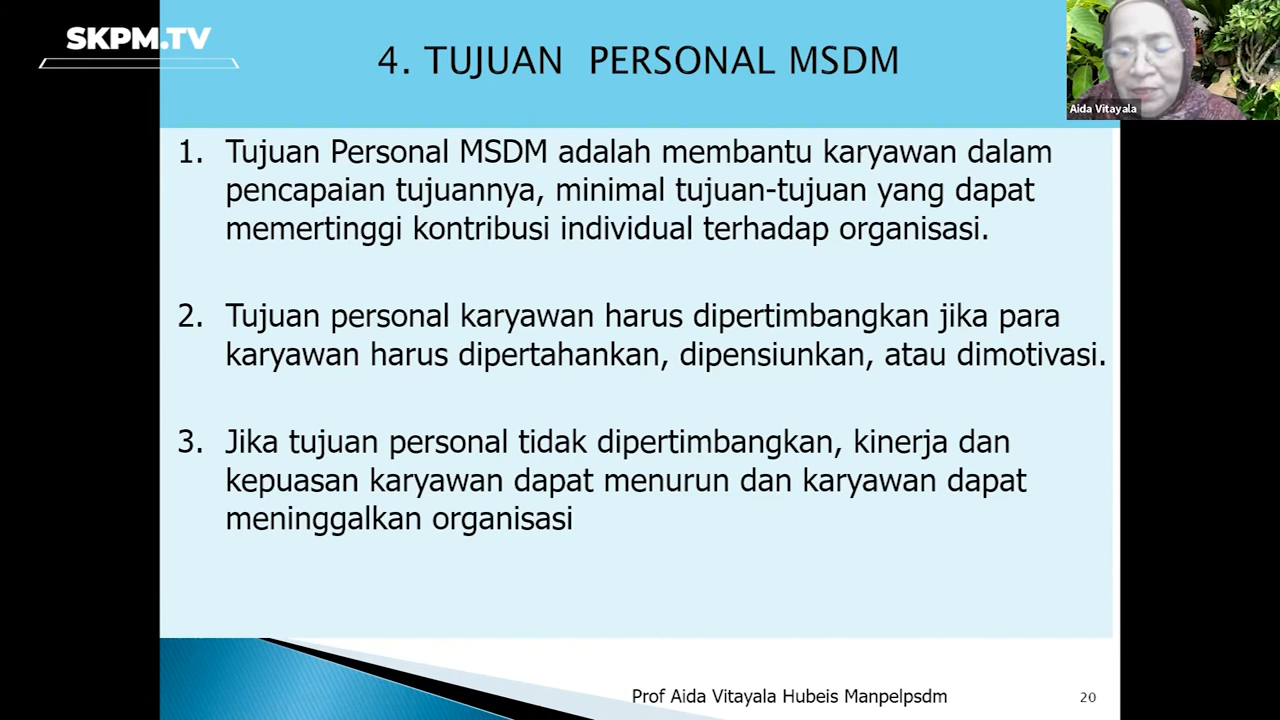 SKPM.TV
4. TUJUAN PERSONAL MSDM
Aida Vitayala
1. Tujuan Personal MSDM adalah membantu karyawan dalam
pencapaian tujuannya, minimal tujuan-tujuan yang dapat
memertinggi kontribusi individual terhadap organisasi.
2. Tujuan personal karyawan harus dipertimbangkan jika para
karyawan harus dipertahankan, dipensiunkan, atau dimotivasi.
3. Jika tujuan personal tidak dipertimbangkan, kinerja dan
kepuasan karyawan dapat menurun dan karyawan dapat
meninggalkan organisasi
Prof Aida Vitayala Hubeis Manpelpsdm
20